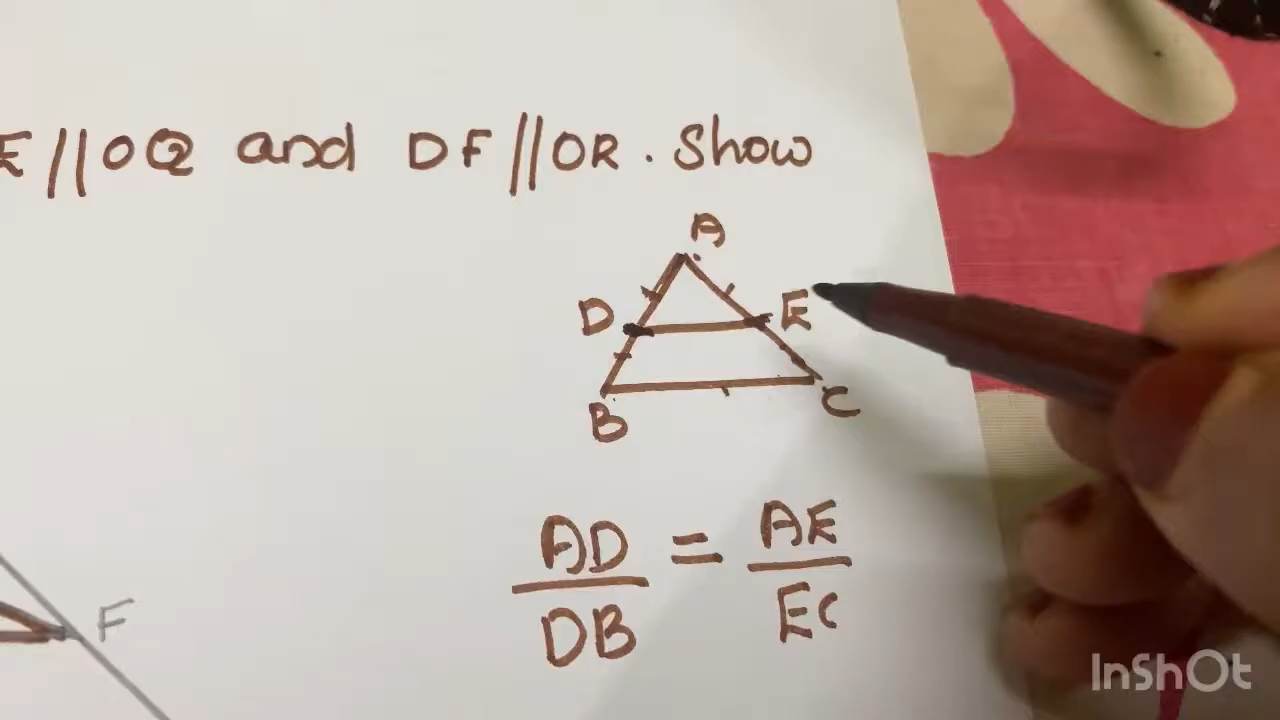 E//OQ and DF//OR. Show
A
D E
B C
AD/DB = AE/EC
F
InShOt